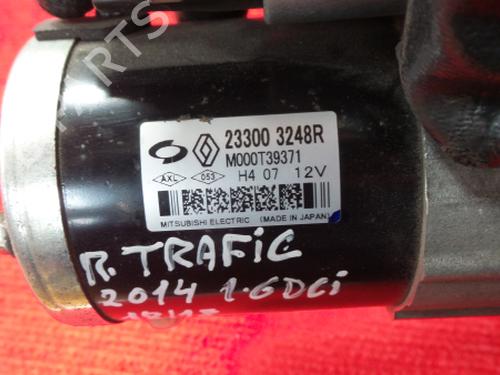 23300 3248R
M000T39371
AXL 053 H4 07 12V
MITSUBISHI ELECTRIC (MADE IN JAPAN)
R. TRAFIC
2014 1.6DCi